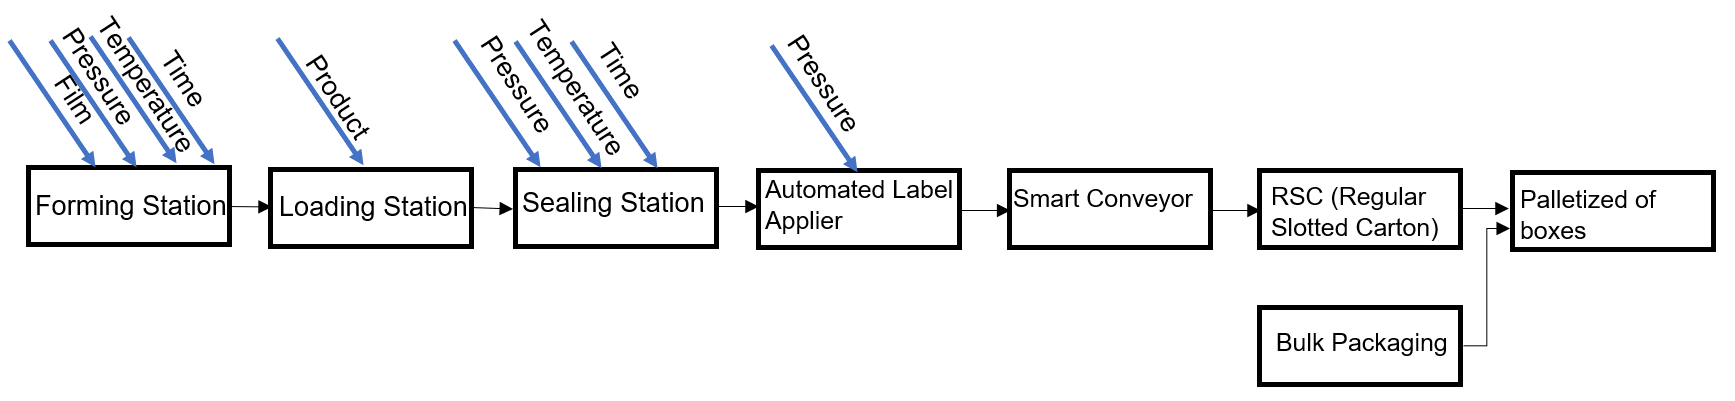 Film
Pressure
Temperature
Time
Product
Pressure
Temperature
Time
Pressure
Forming Station
Loading Station
Sealing Station
Automated Label
Applier
Smart Conveyor
RSC (Regular
Slotted Carton)
Palletized of
boxes
Bulk Packaging